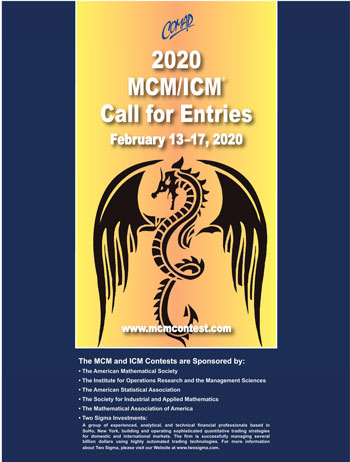 COMAP
2020
MCM/ICM®
Call for Entries
February 13–17, 2020
www.mcmcontest.com
The MCM and ICM Contests are Sponsored by:
• The American Mathematical Society
• The Institute for Operations Research and the Management Sciences
• The American Statistical Association
• The Society for Industrial and Applied Mathematics
• The Mathematical Association of America
• Two Sigma Investments:
A group of experienced, analytical, and technical financial professionals based in
SoHo, New York, building and operating sophisticated quantitative trading strategies
for domestic and international markets. The firm is successfully managing several
billion dollars using highly automated trading technologies. For more information
about Two Sigma, please visit our Website at www.twosigma.com.